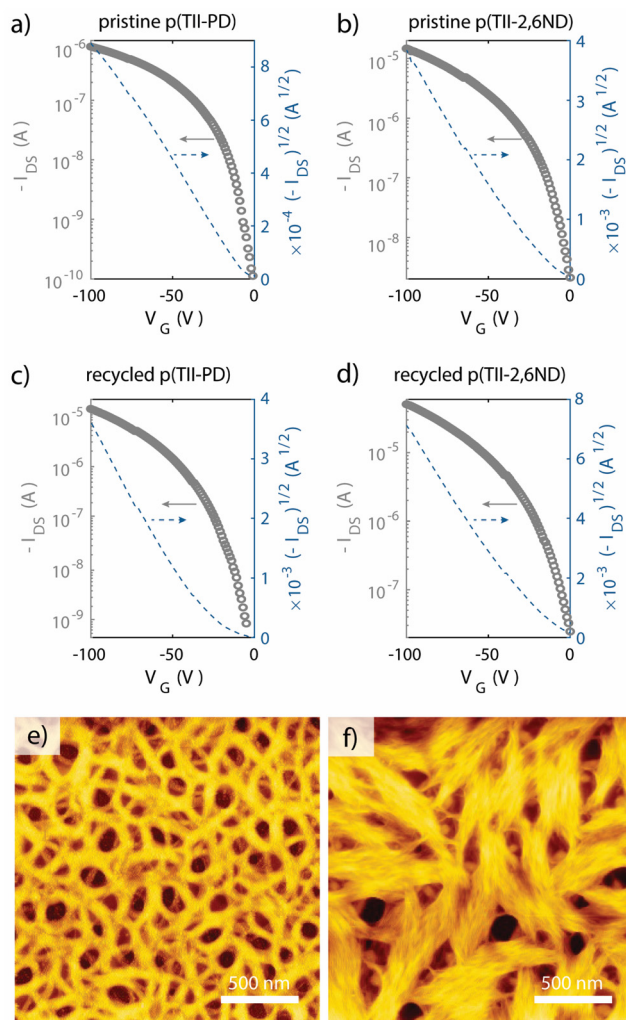 a) pristine p(TII-PD)
10⁻⁶
10⁻⁷
10⁻⁸
10⁻⁹
10⁻¹⁰
- I_DS (A)
8
6
4
2
0
×10⁻⁴ (- I_DS)^1/2 (A^1/2)
-100 -50 0
V_G (V)
b) pristine p(TII-2,6ND)
10⁻⁵
10⁻⁶
10⁻⁷
10⁻⁸
- I_DS (A)
4
3
2
1
0
×10⁻³ (- I_DS)^1/2 (A^1/2)
-100 -50 0
V_G (V)
c) recycled p(TII-PD)
10⁻⁵
10⁻⁶
10⁻⁷
10⁻⁸
10⁻⁹
- I_DS (A)
4
3
2
1
0
×10⁻³ (- I_DS)^1/2 (A^1/2)
-100 -50 0
V_G (V)
d) recycled p(TII-2,6ND)
10⁻⁵
10⁻⁶
10⁻⁷
- I_DS (A)
8
6
4
2
0
×10⁻³ (- I_DS)^1/2 (A^1/2)
-100 -50 0
V_G (V)
e)
500 nm
f)
500 nm